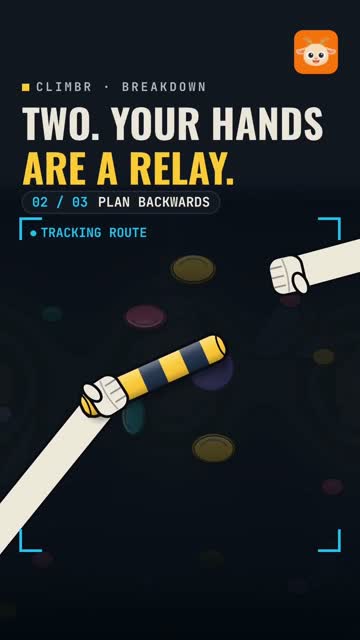 CLIMBR · BREAKDOWN
TWO. YOUR HANDS
ARE A RELAY.
02 / 03 PLAN BACKWARDS
TRACKING ROUTE